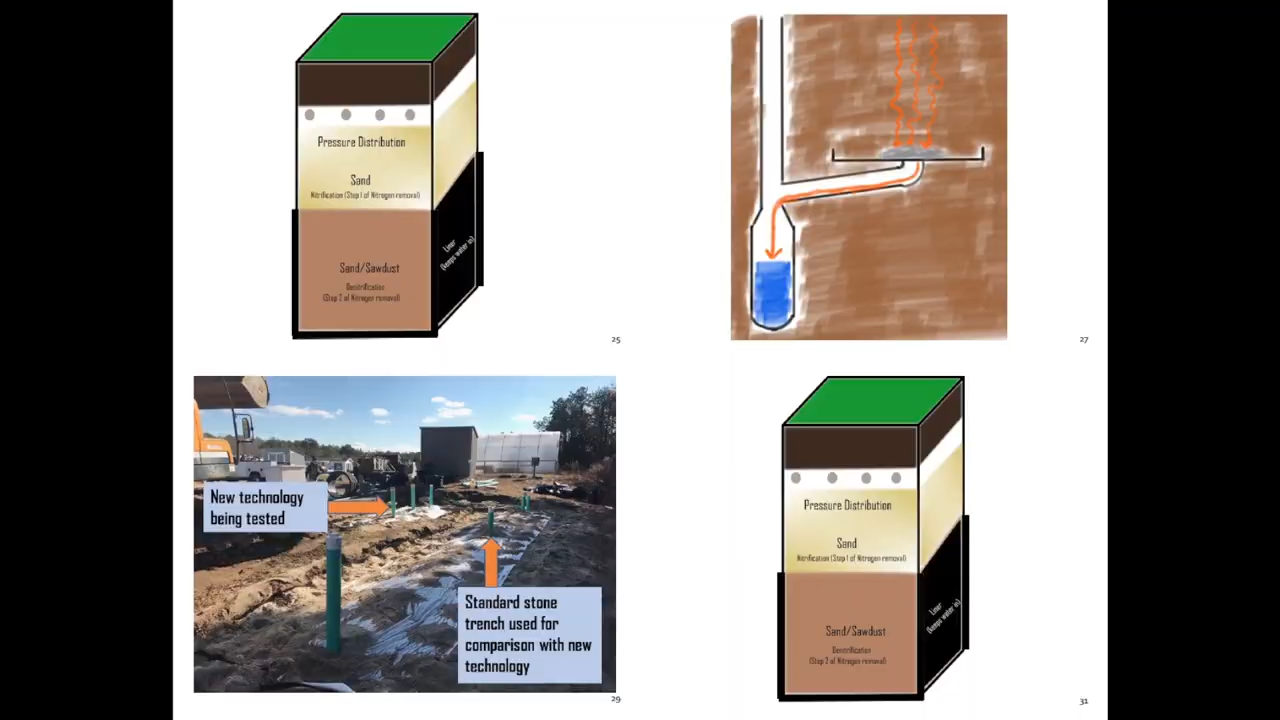 Pressure Distribution
Sand
Nitrification (Step 1 of Nitrogen removal)
Sand/Sawdust
Denitrification
(Step 2 of Nitrogen removal)
Liner
(keeps water in)
25
27
New technology
being tested
Standard stone
trench used for
comparison with new
technology
29
Pressure Distribution
Sand
Nitrification (Step 1 of Nitrogen removal)
Sand/Sawdust
Denitrification
(Step 2 of Nitrogen removal)
Liner
(keeps water in)
31